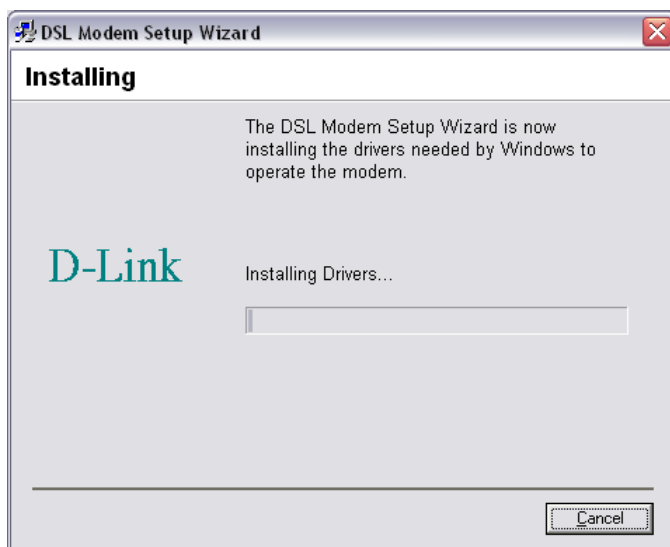 DSL Modem Setup Wizard
Installing
The DSL Modem Setup Wizard is now
installing the drivers needed by Windows to
operate the modem.
D-Link
Installing Drivers...
Cancel